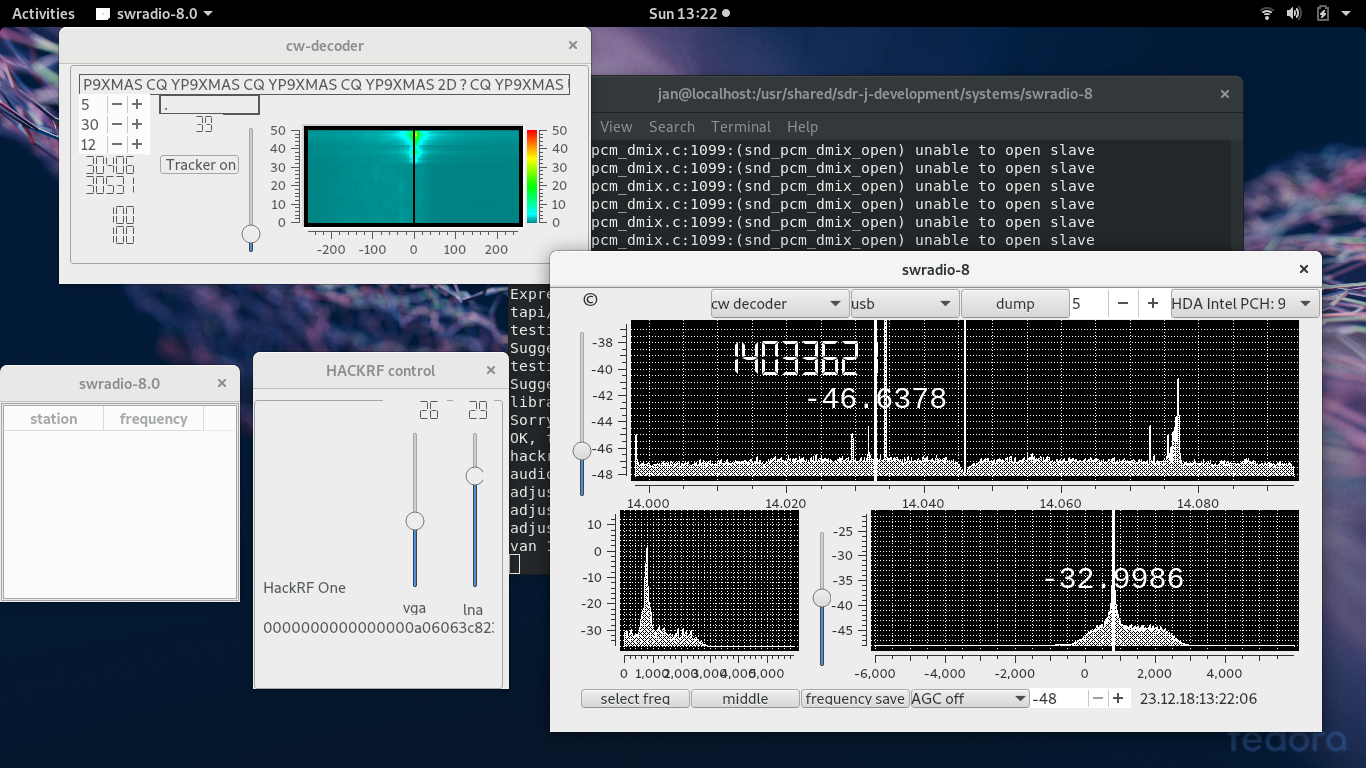 Activities swradio-8.0 Sun 13:22
cw-decoder
P9XMAS CQ YP9XMAS CQ YP9XMAS CQ YP9XMAS 2D ? CQ YP9XMAS
5 - + .
30 - + 39
12 - + Tracker on
30706
30531
100
100
50
40
30
20
10
0
-200 -100 0 100 200
50
40
30
20
10
0
jan@localhost:/usr/shared/sdr-j-development/systems/swradio-8
View Search Terminal Help
pcm_dmix.c:1099:(snd_pcm_dmix_open) unable to open slave
pcm_dmix.c:1099:(snd_pcm_dmix_open) unable to open slave
pcm_dmix.c:1099:(snd_pcm_dmix_open) unable to open slave
pcm_dmix.c:1099:(snd_pcm_dmix_open) unable to open slave
pcm_dmix.c:1099:(snd_pcm_dmix_open) unable to open slave
pcm_dmix.c:1099:(snd_pcm_dmix_open) unable to open slave
Expre
tapi/
testi
Sugge
testi
Sugge
libra
Sorry
OK,
hackr
audio
adjus
adjus
adjus
van
swradio-8.0
station frequency
HACKRF control
26 29
HackRF One
vga lna
0000000000000000a06063c82
swradio-8
© cw decoder usb dump 5 - + HDA Intel PCH: 9
-38
-40
-42
-44
-46
-48
1403362
-46.6378
14.000 14.020 14.040 14.060 14.080
10
0
-10
-20
-30
0 1,000 2,000 3,000 4,000 5,000
-25
-30
-35
-40
-45
-32.9986
-6,000 -4,000 -2,000 0 2,000 4,000
select freq middle frequency save AGC off -48 - + 23.12.18:13:22:06
fedora